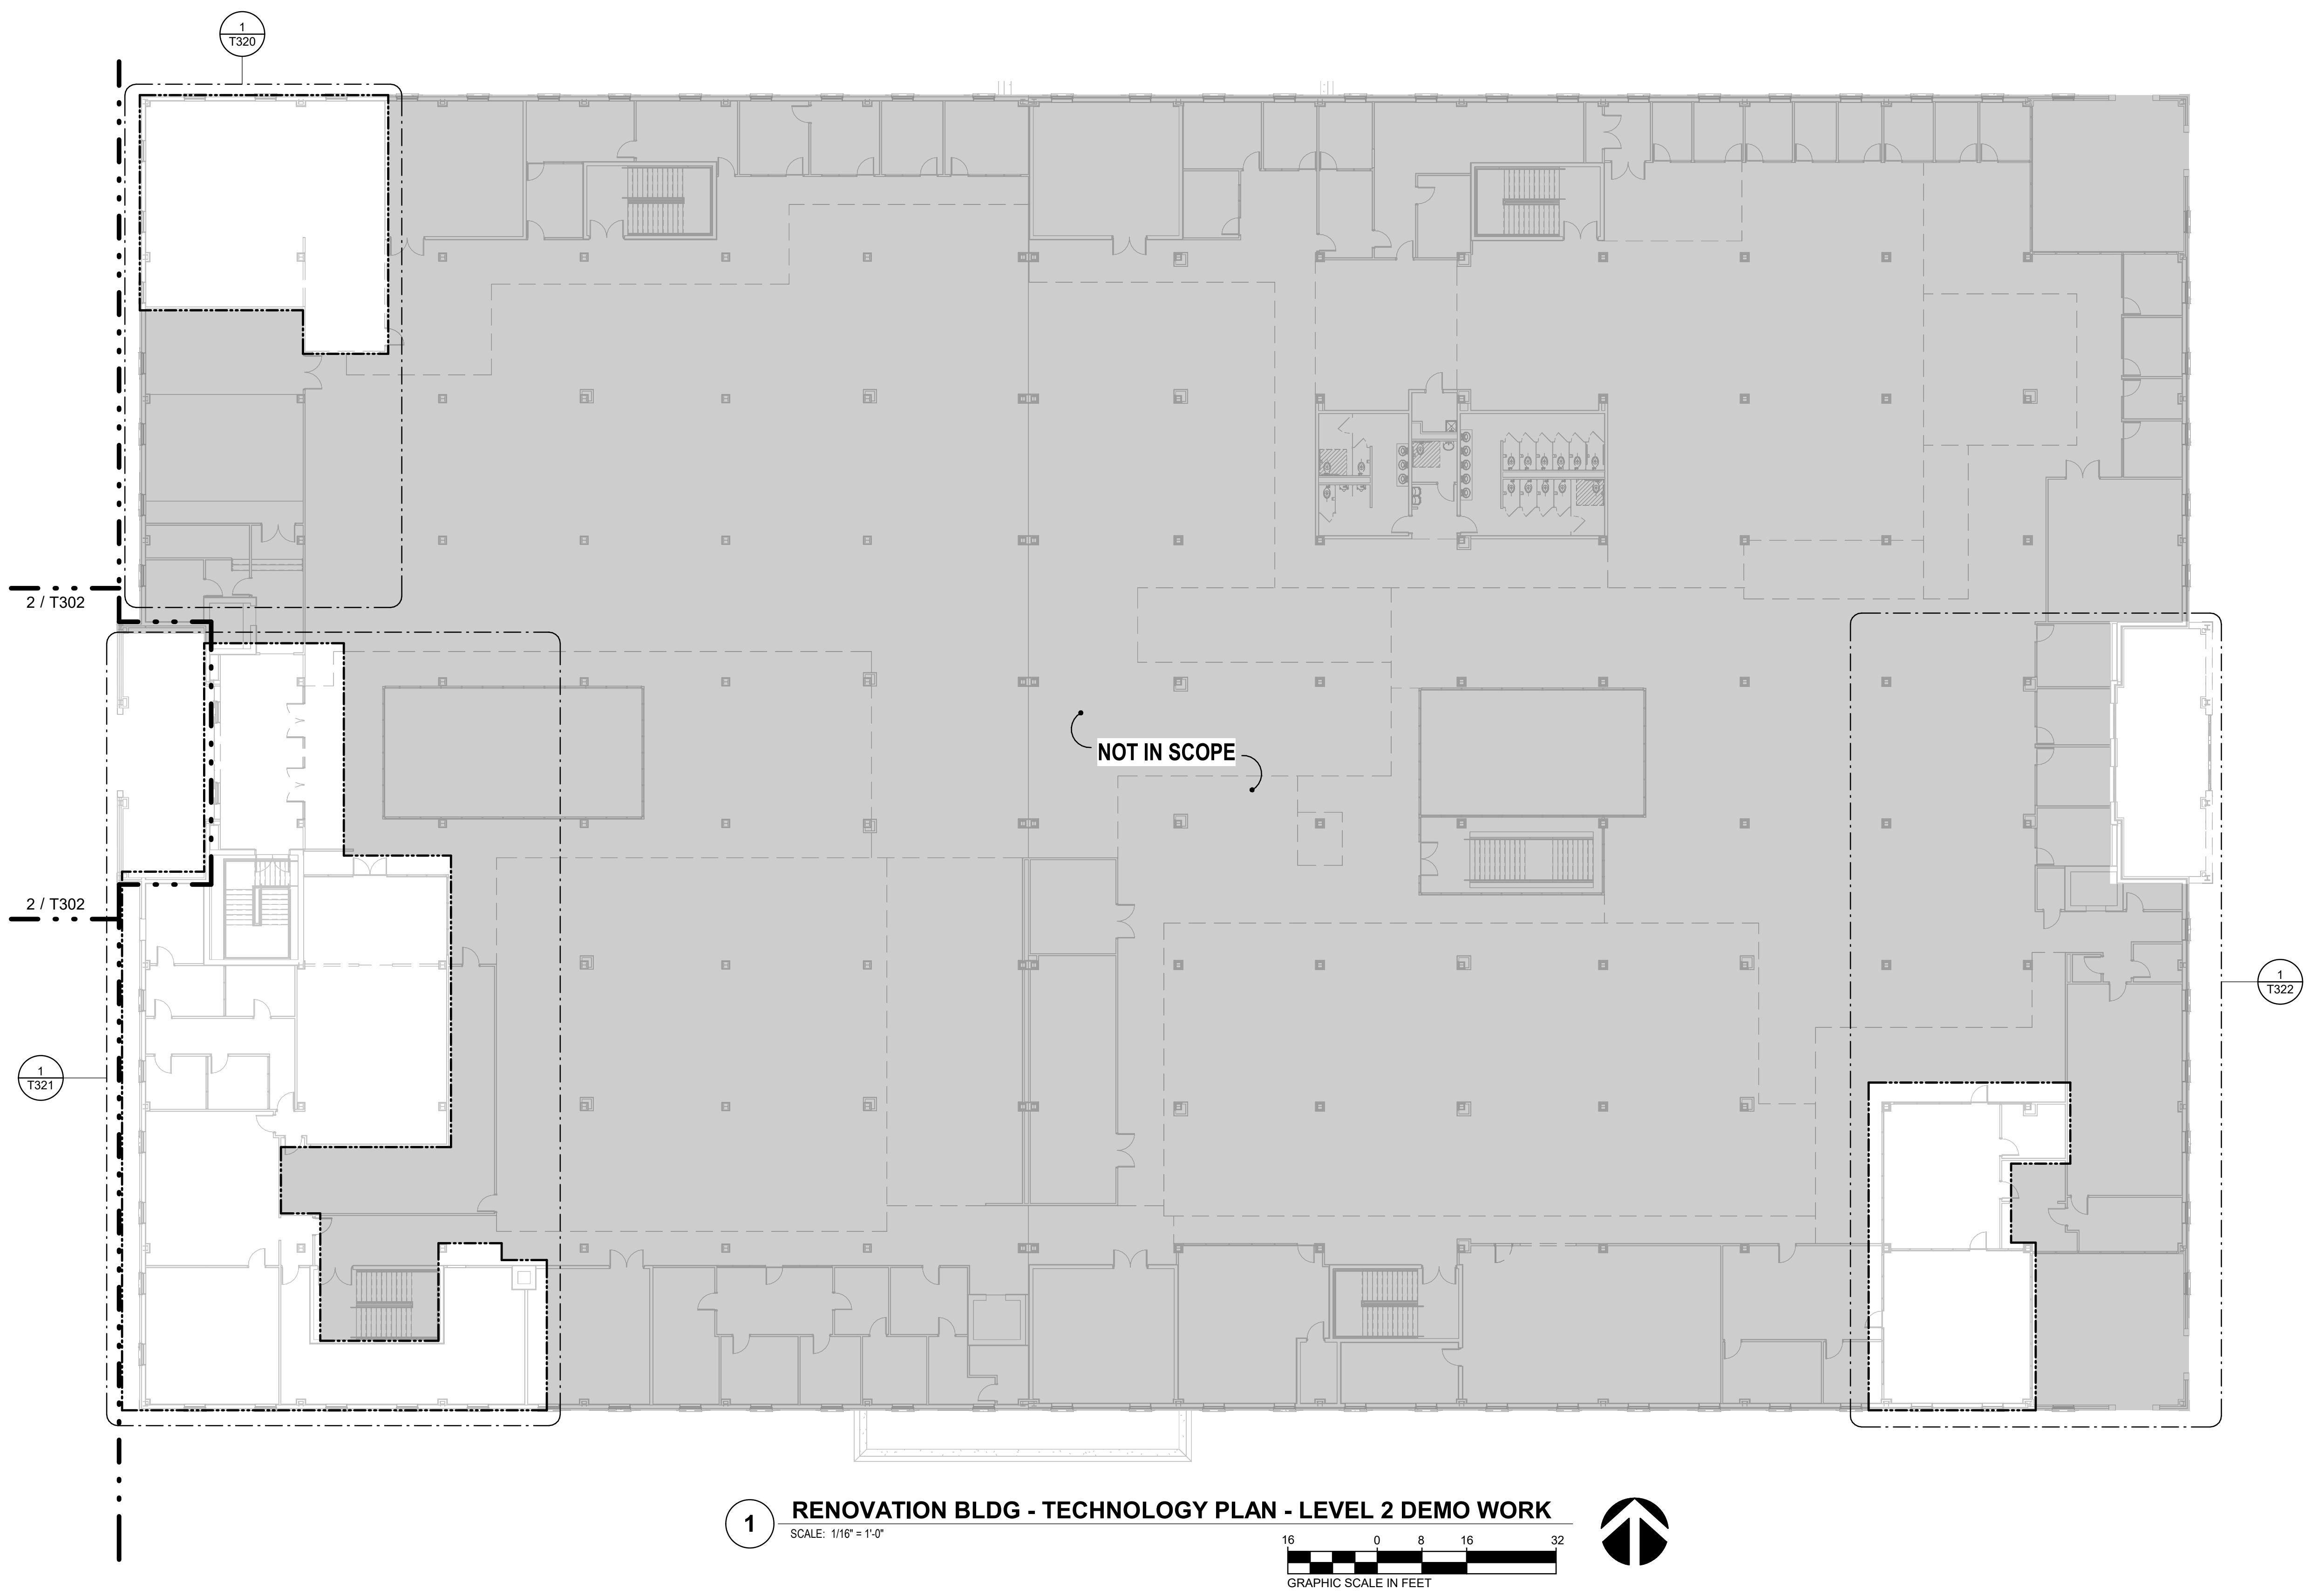 1
T320
2 / T302
NOT IN SCOPE
2 / T302
1
T322
1
T321
1
RENOVATION BLDG - TECHNOLOGY PLAN - LEVEL 2 DEMO WORK
SCALE: 1/16" = 1'-0"
16 0 8 16 32
GRAPHIC SCALE IN FEET